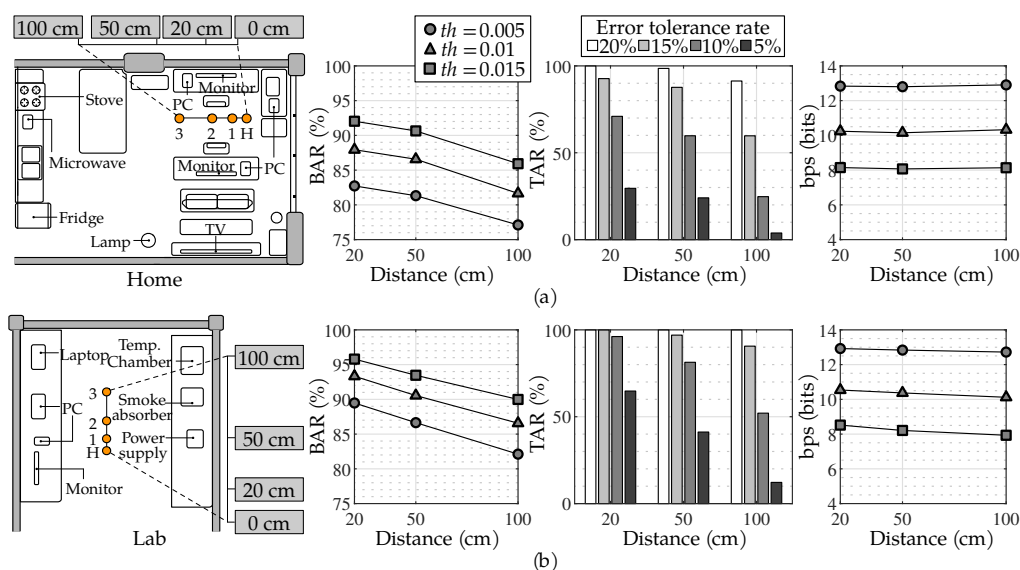 100 cm 50 cm 20 cm 0 cm
Stove
PC
Monitor
3 2 1 H
Microwave
Monitor
PC
Fridge
Lamp
TV
Home
th = 0.005
th = 0.01
th = 0.015
BAR (%)
100
95
90
85
80
75
20 50 100
Distance (cm)
Error tolerance rate
20% 15% 10% 5%
TAR (%)
100
50
0
20 50 100
Distance (cm)
bps (bits)
14
12
10
8
6
4
20 50 100
Distance (cm)
(a)
Laptop
PC
Monitor
3
2
1
H
Temp.
Chamber
Smoke
absorber
Power
supply
100 cm
50 cm
20 cm
0 cm
Lab
BAR (%)
100
95
90
85
80
75
20 50 100
Distance (cm)
TAR (%)
100
50
0
20 50 100
Distance (cm)
bps (bits)
14
12
10
8
6
4
20 50 100
Distance (cm)
(b)